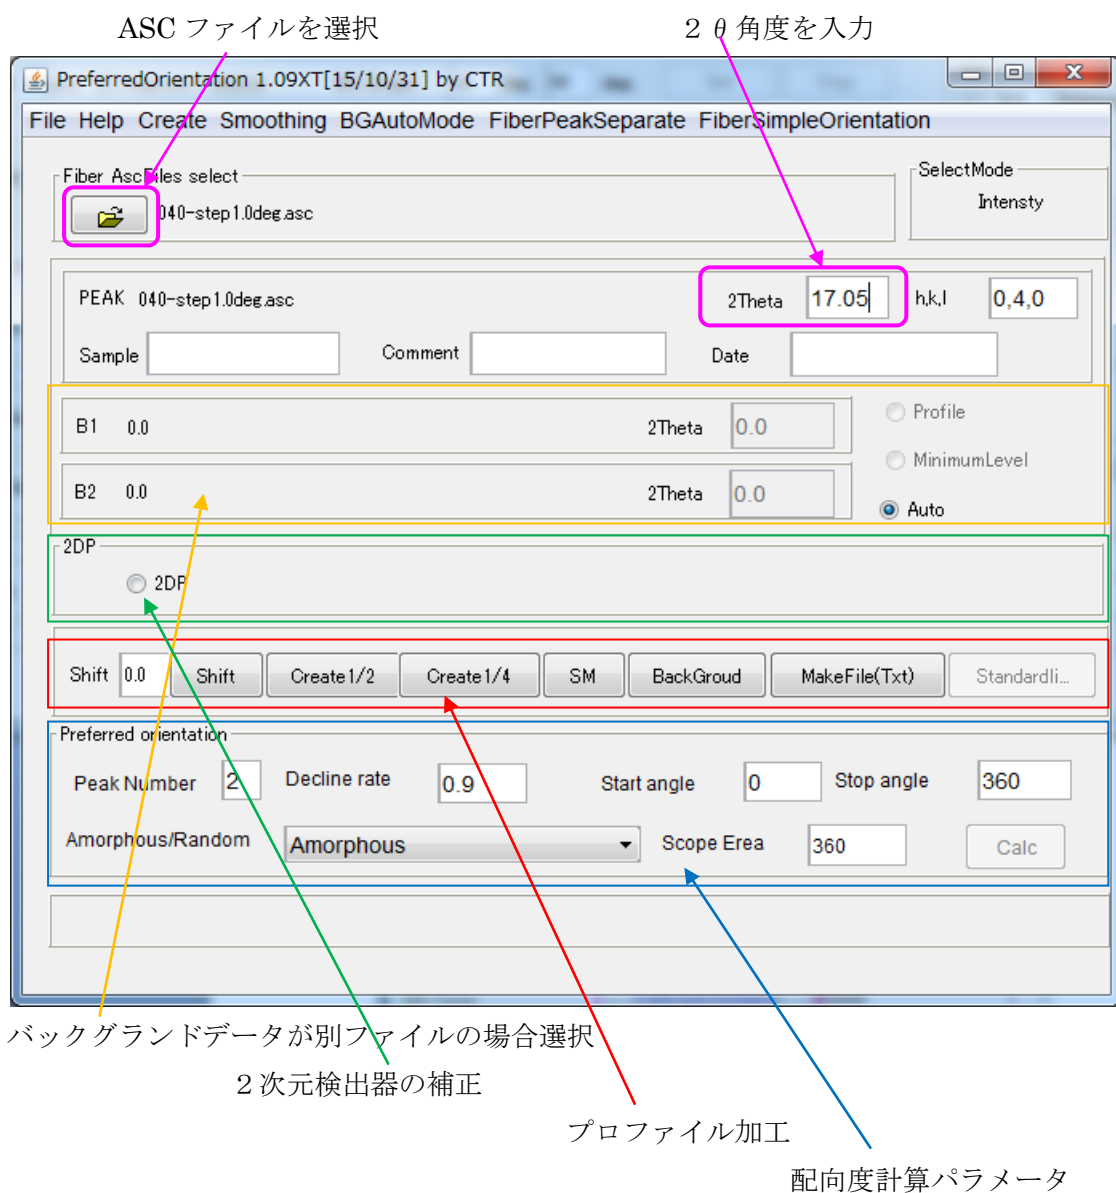 ASC ファイルを選択
２θ角度を入力
PreferredOrientation 1.09XT[15/10/31] by CTR
File Help Create Smoothing BGAutoMode FiberPeakSeparate FiberSimpleOrientation
Fiber AscFiles select
040-step1.0deg.asc
SelectMode
Intensty
PEAK 040-step1.0deg.asc 2Theta 17.05 h,k,l 0,4,0
Sample Comment Date
B1 0.0 2Theta 0.0
B2 0.0 2Theta 0.0
Profile
MinimumLevel
Auto
2DP
2DP
Shift 0.0 Shift Create1/2 Create1/4 SM BackGroud MakeFile(Txt) Standardli...
Preferred orientation
Peak Number 2 Decline rate 0.9 Start angle 0 Stop angle 360
Amorphous/Random Amorphous Scope Erea 360 Calc
バックグランドデータが別ファイルの場合選択
２次元検出器の補正
プロファイル加工
配向度計算パラメータ